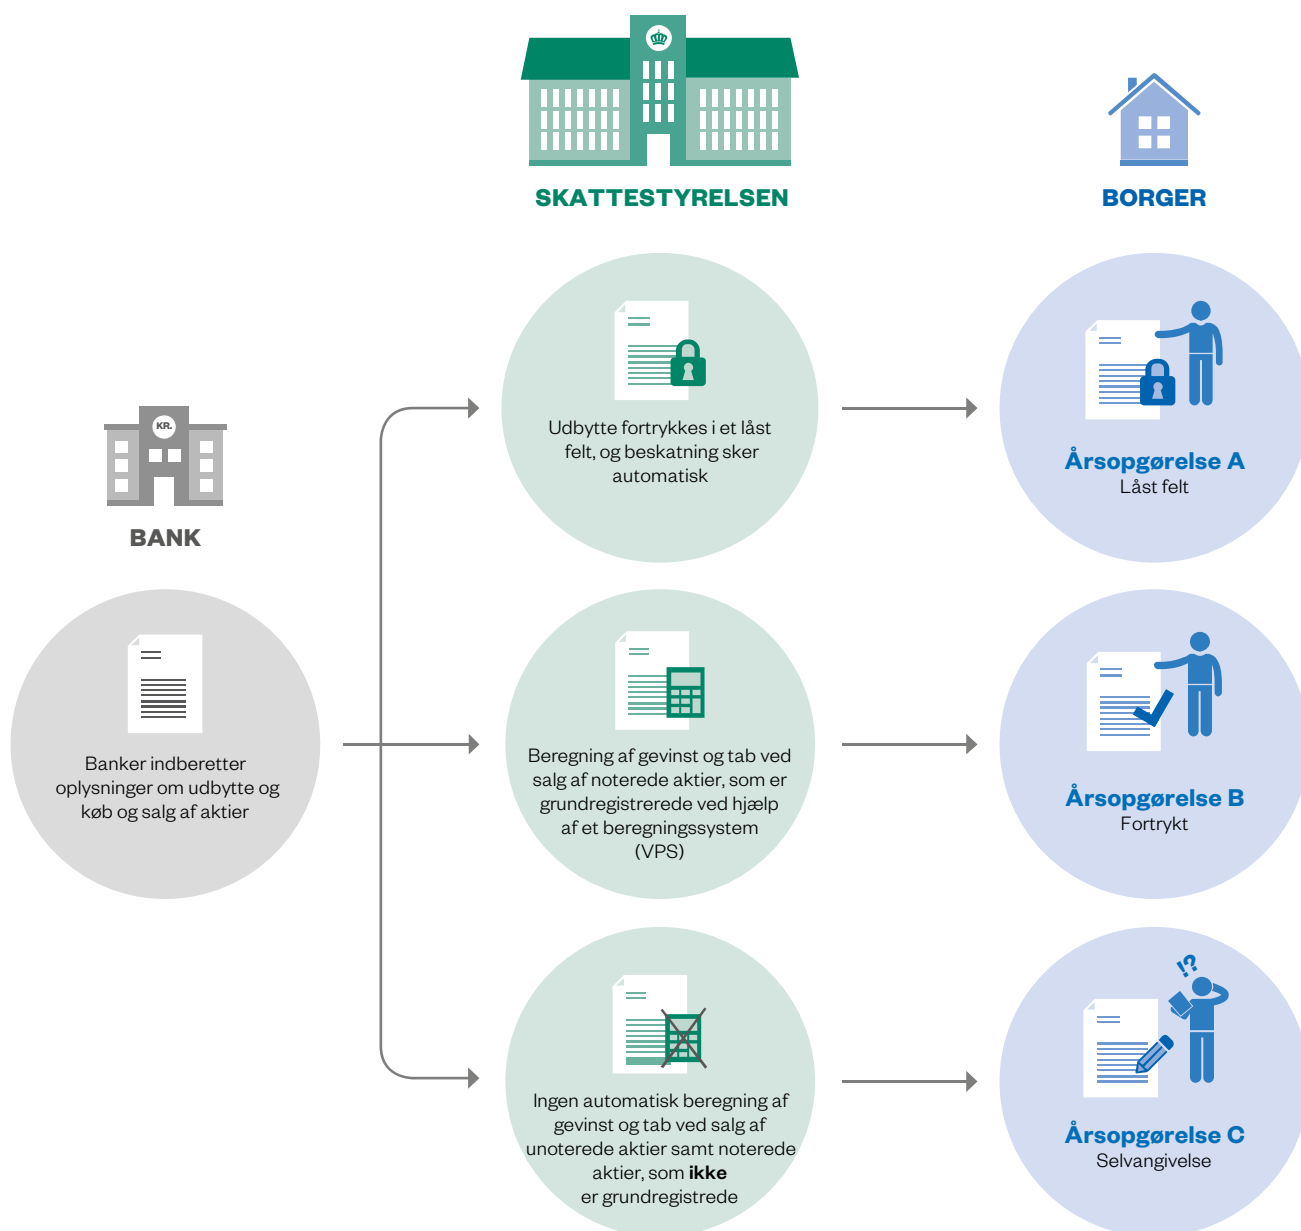 SKATTESTYRELSEN
BORGER
KR.
BANK
Banker indberetter
oplysninger om udbytte og
køb og salg af aktier
Udbytte fortrykkes i et låst
felt, og beskatning sker
automatisk
Årsopgørelse A
Låst felt
Beregning af gevinst og tab ved
salg af noterede aktier, som er
grundregistrerede ved hjælp
af et beregningssystem
(VPS)
Årsopgørelse B
Fortrykt
Ingen automatisk beregning af
gevinst og tab ved salg af
unoterede aktier samt noterede
aktier, som ikke
er grundregistrede
!?
Årsopgørelse C
Selvangivelse